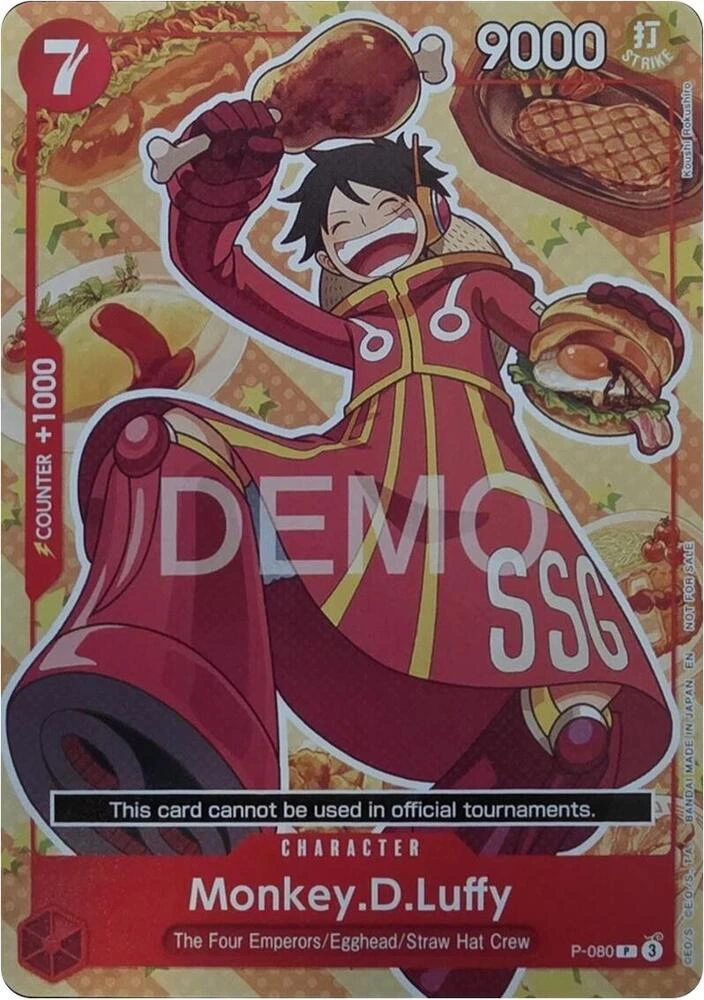 7
9000
打
STRIKE
Koushi Rokushiro
COUNTER +1000
DEMO
SSG
NOT FOR SALE
©E.O./S. ©E.O./S.,T.A. BANDAI MADE IN JAPAN EN
This card cannot be used in official tournaments.
CHARACTER
Monkey.D.Luffy
The Four Emperors/Egghead/Straw Hat Crew
P-080 P 3